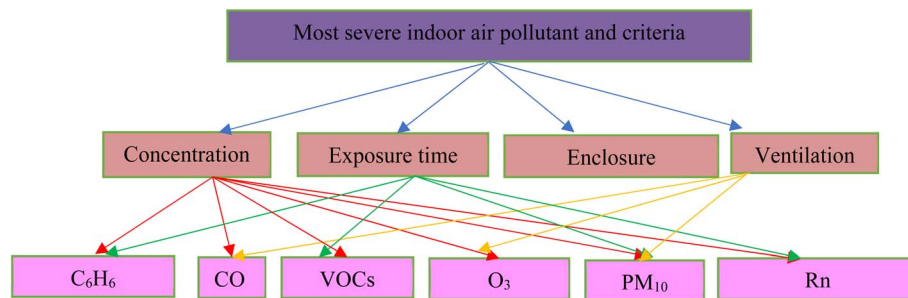 Most severe indoor air pollutant and criteria
Concentration
Exposure time
Enclosure
Ventilation
C₆H₆
CO
VOCs
O₃
PM₁₀
Rn